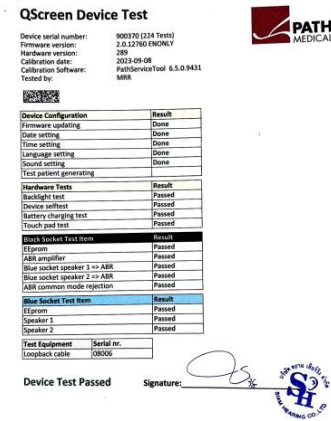 QScreen Device Test
PATH
MEDICAL
Device serial number: 900370 (224 Tests)
Firmware version: 2.0.12760 ENONLY
Hardware version: 289
Calibration date: 2023-09-08
Calibration Software: PathServiceTool 6.5.0.9431
Tested by: MRR
Device Configuration Result
Firmware updating Done
Date setting Done
Time setting Done
Language setting Done
Sound setting Done
Test patient generating
Hardware Tests Result
Backlight test Passed
Device selftest Passed
Battery charging test Passed
Touch pad test Passed
Black Socket Test Item Result
EEprom Passed
ABR amplifier Passed
Blue socket speaker 1 => ABR Passed
Blue socket speaker 2 => ABR Passed
ABR common mode rejection Passed
Blue Socket Test Item Result
EEprom Passed
Speaker 1 Passed
Speaker 2 Passed
Test Equipment Serial nr.
Loopback cable 08006
Device Test Passed Signature:
SH
SIAM HEARING CO.,LTD